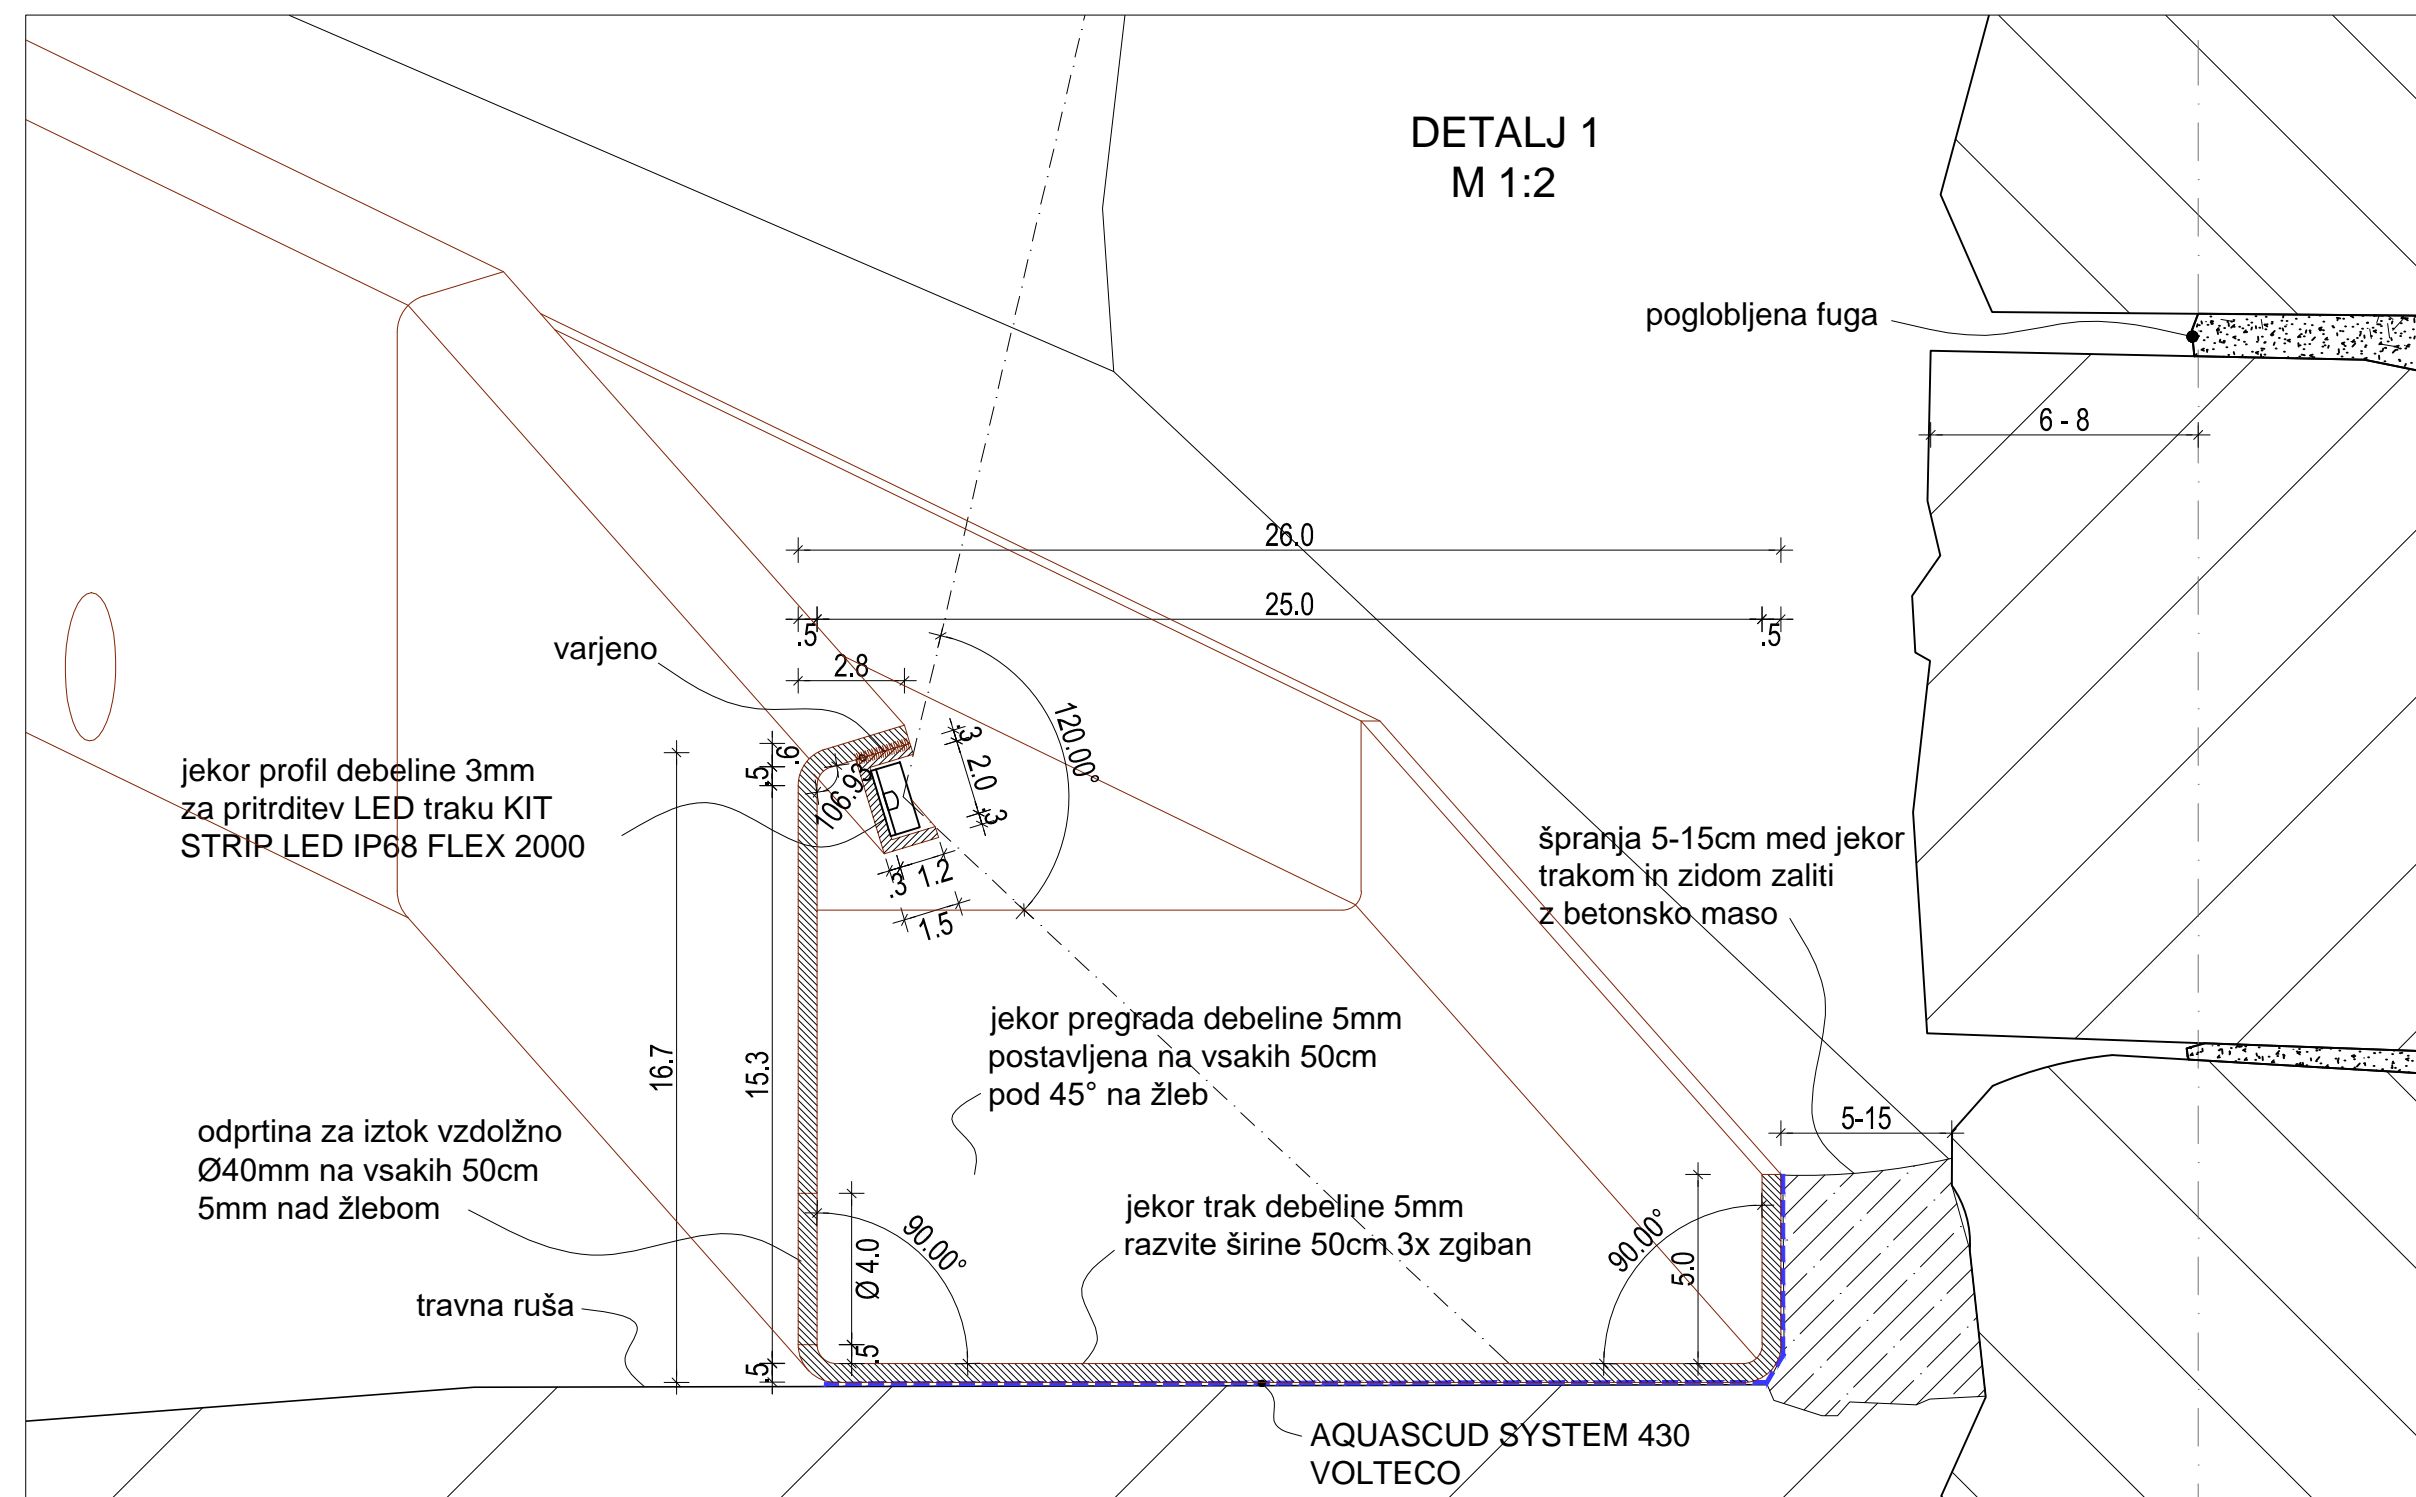 DETALJ 1
M 1:2
poglobljena fuga
6 - 8
26.0
25.0
.5
.5
2.8
varjeno
120.00°
.3
2.0
.3
.6
.5
106.93°
jekor profil debeline 3mm
za pritrditev LED traku KIT
STRIP LED IP68 FLEX 2000
.3
1.2
1.5
špranja 5-15cm med jekor
trakom in zidom zaliti
z betonsko maso
jekor pregrada debeline 5mm
postavljena na vsakih 50cm
pod 45° na žleb
16.7
15.3
5-15
odprtina za iztok vzdolžno
Ø40mm na vsakih 50cm
5mm nad žlebom
jekor trak debeline 5mm
razvite širine 50cm 3x zgiban
90.00°
Ø 4.0
90.00°
5.0
travna ruša
.5
.5
AQUASCUD SYSTEM 430
VOLTECO